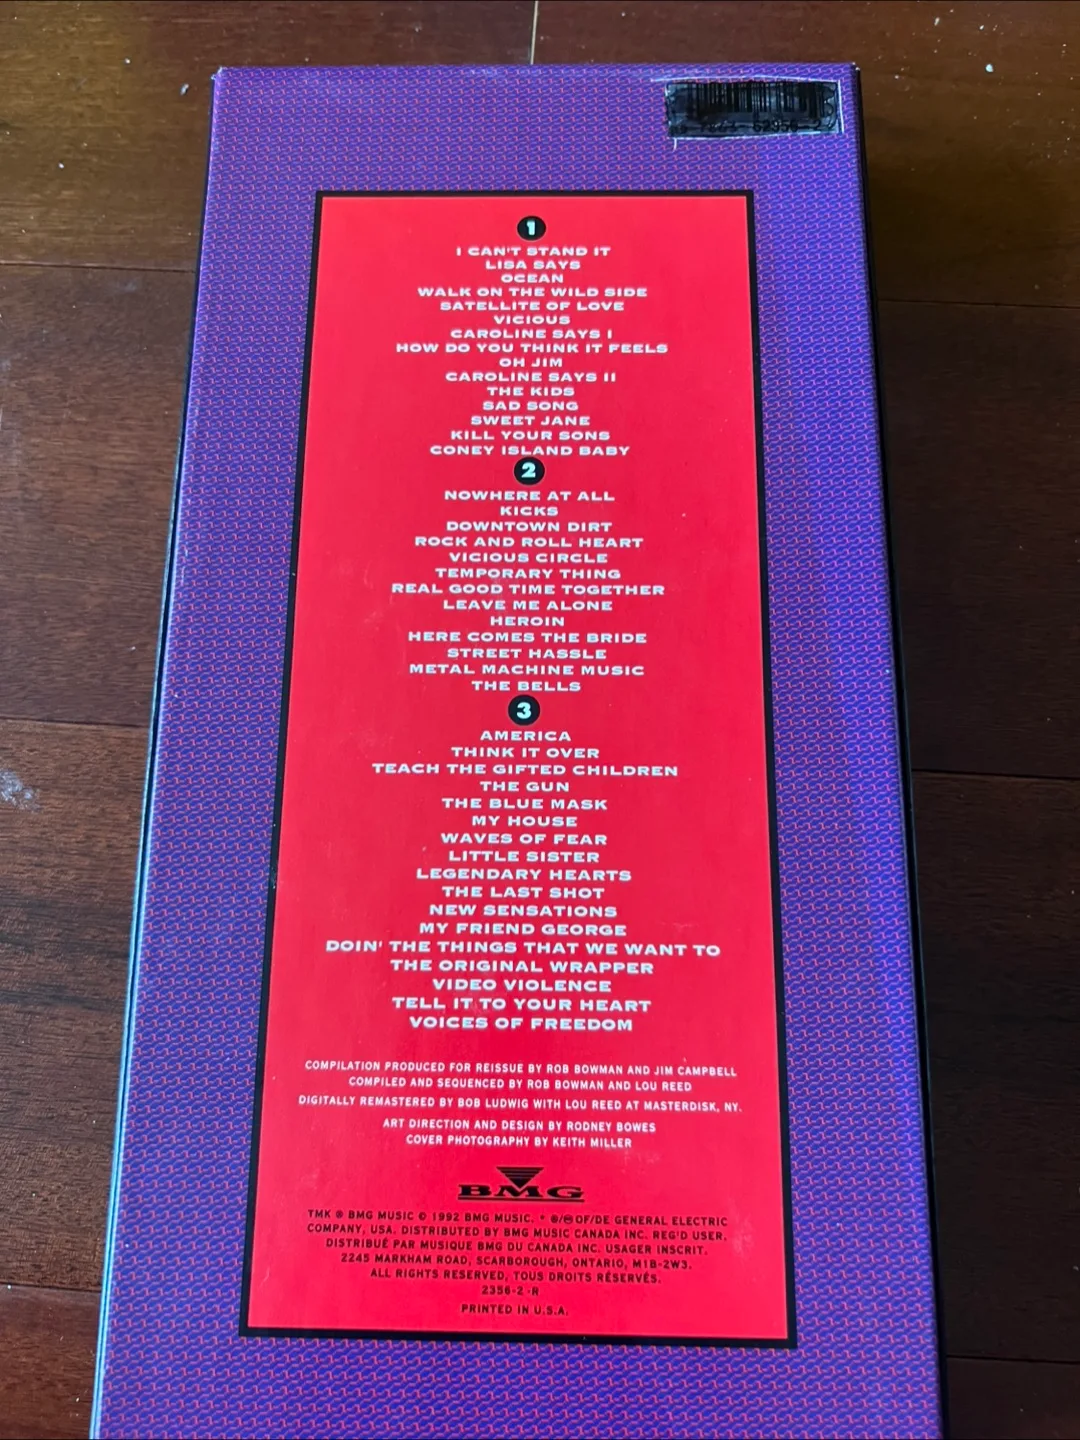 1
I CAN'T STAND IT
LISA SAYS
OCEAN
WALK ON THE WILD SIDE
SATELLITE OF LOVE
VICIOUS
CAROLINE SAYS I
HOW DO YOU THINK IT FEELS
OH JIM
CAROLINE SAYS II
THE KIDS
SAD SONG
SWEET JANE
KILL YOUR SONS
CONEY ISLAND BABY
2
NOWHERE AT ALL
KICKS
DOWNTOWN DIRT
ROCK AND ROLL HEART
VICIOUS CIRCLE
TEMPORARY THING
REAL GOOD TIME TOGETHER
LEAVE ME ALONE
HEROIN
HERE COMES THE BRIDE
STREET HASSLE
METAL MACHINE MUSIC
THE BELLS
3
AMERICA
THINK IT OVER
TEACH THE GIFTED CHILDREN
THE GUN
THE BLUE MASK
MY HOUSE
WAVES OF FEAR
LITTLE SISTER
LEGENDARY HEARTS
THE LAST SHOT
NEW SENSATIONS
MY FRIEND GEORGE
DOIN' THE THINGS THAT WE WANT TO
THE ORIGINAL WRAPPER
VIDEO VIOLENCE
TELL IT TO YOUR HEART
VOICES OF FREEDOM
COMPILATION PRODUCED FOR REISSUE BY ROB BOWMAN AND JIM CAMPBELL
COMPILED AND SEQUENCED BY ROB BOWMAN AND LOU REED
DIGITALLY REMASTERED BY BOB LUDWIG WITH LOU REED AT MASTERDISK, NY.
ART DIRECTION AND DESIGN BY RODNEY BOWES
COVER PHOTOGRAPHY BY KEITH MILLER
BMG
TMK ® BMG MUSIC © 1992 BMG MUSIC. * ®/MD OF/DE GENERAL ELECTRIC
COMPANY, USA. DISTRIBUTED BY BMG MUSIC CANADA INC. REG'D USER.
DISTRIBUÉ PAR MUSIQUE BMG DU CANADA INC. USAGER INSCRIT.
2245 MARKHAM ROAD, SCARBOROUGH, ONTARIO, M1B-2W3.
ALL RIGHTS RESERVED, TOUS DROITS RÉSERVÉS.
2356-2-R
PRINTED IN U.S.A.